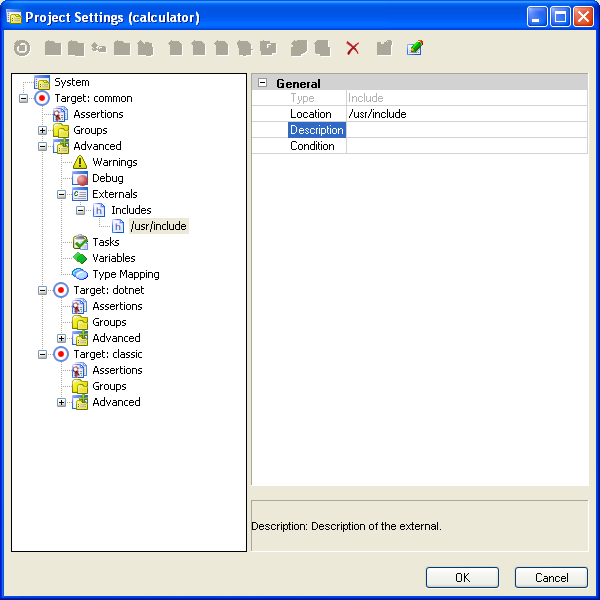 Project Settings (calculator)
System
Target: common
Assertions
Groups
Advanced
Warnings
Debug
Externals
Includes
/usr/include
Tasks
Variables
Type Mapping
Target: dotnet
Assertions
Groups
Advanced
Target: classic
Assertions
Groups
Advanced
General
Type Include
Location /usr/include
Description
Condition
Description: Description of the external.
OK Cancel